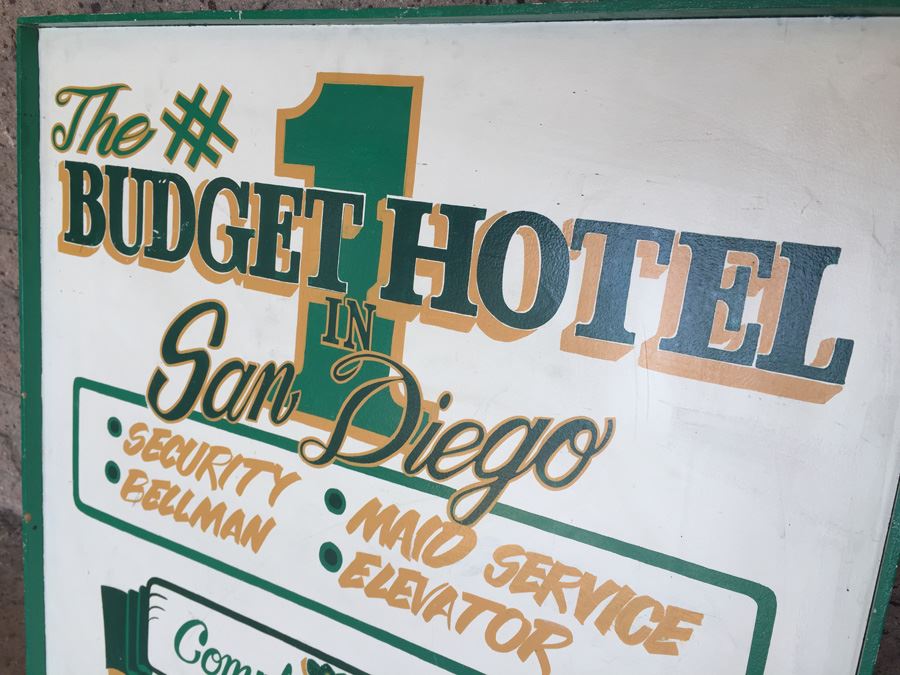 The #1
BUDGET HOTEL
IN
San Diego
SECURITY
BELLMAN
MAID SERVICE
ELEVATOR